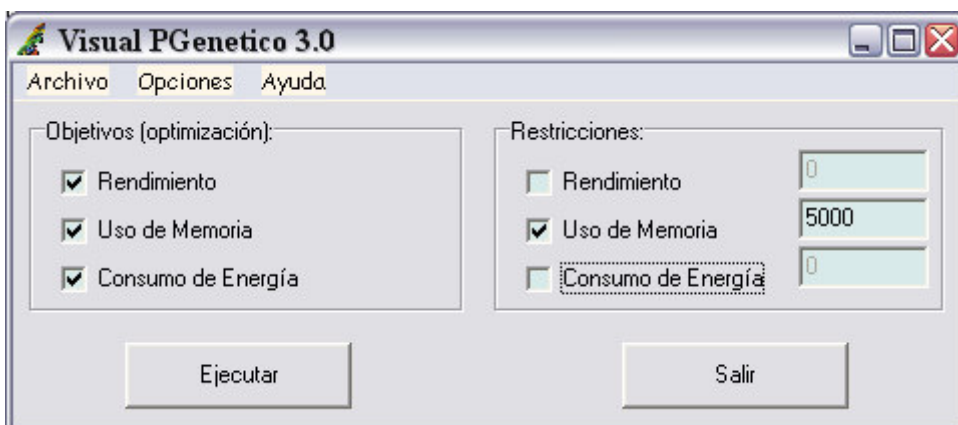 Visual PGenetico 3.0
Archivo Opciones Ayuda
Objetivos (optimización):
Rendimiento
Uso de Memoria
Consumo de Energía
Restricciones:
Rendimiento 0
Uso de Memoria 5000
Consumo de Energía 0
Ejecutar Salir